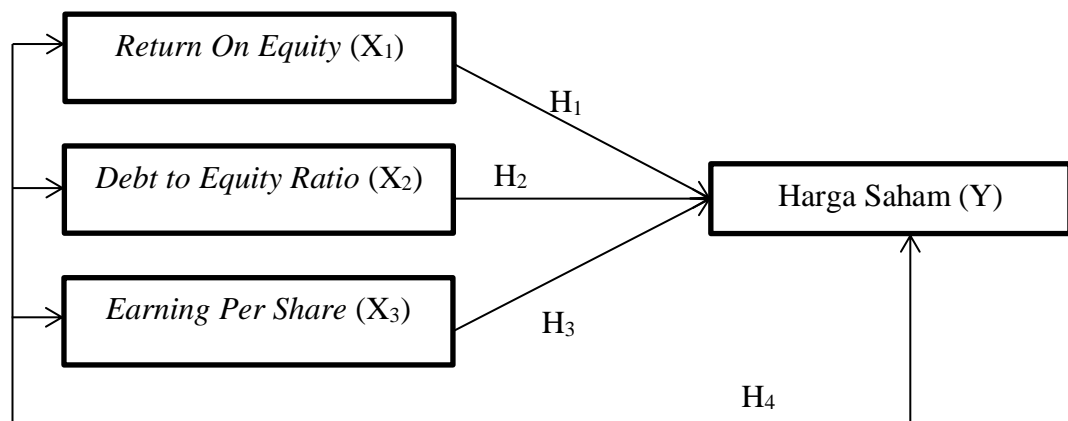 Return On Equity (X₁)
H₁
Debt to Equity Ratio (X₂)
H₂
Harga Saham (Y)
Earning Per Share (X₃)
H₃
H₄